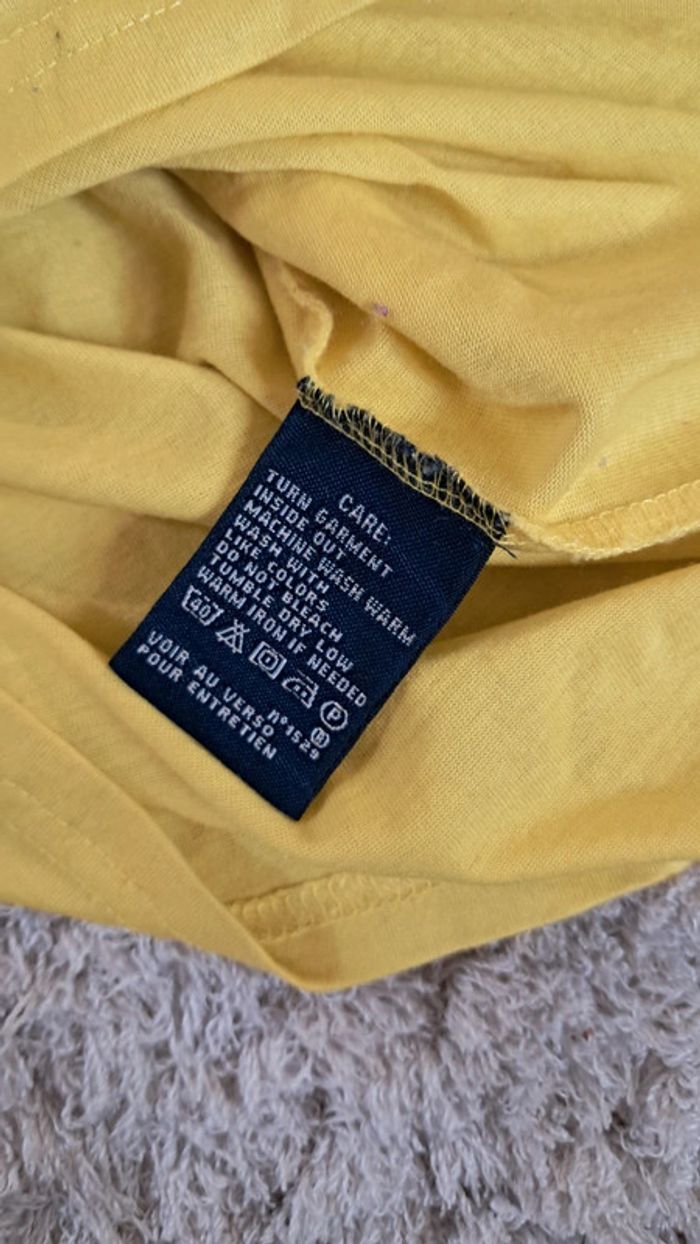 CARE:
TURN GARMENT
INSIDE OUT
MACHINE WASH WARM
WASH WITH
LIKE COLORS
DO NOT BLEACH
TUMBLE DRY LOW
WARM IRON IF NEEDED
40 P
n°1529 R
VOIR AU VERSO
POUR ENTRETIEN